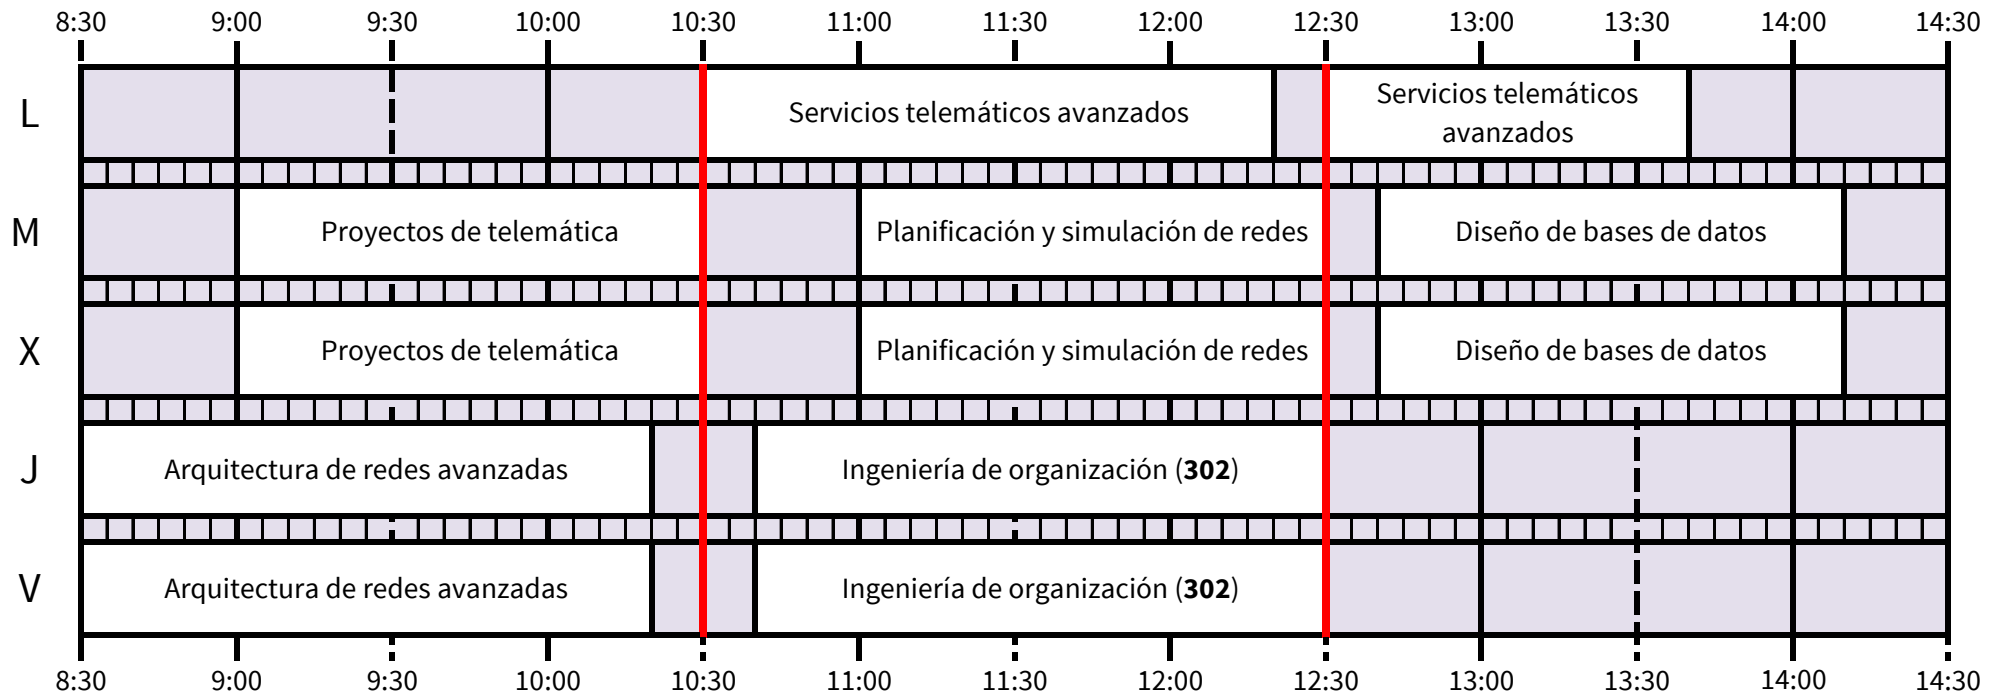 8:30 9:00 9:30 10:00 10:30 11:00 11:30 12:00 12:30 13:00 13:30 14:00 14:30
L Servicios telemáticos avanzados Servicios telemáticos
avanzados
M Proyectos de telemática Planificación y simulación de redes Diseño de bases de datos
X Proyectos de telemática Planificación y simulación de redes Diseño de bases de datos
J Arquitectura de redes avanzadas Ingeniería de organización (302)
V Arquitectura de redes avanzadas Ingeniería de organización (302)
8:30 9:00 9:30 10:00 10:30 11:00 11:30 12:00 12:30 13:00 13:30 14:00 14:30